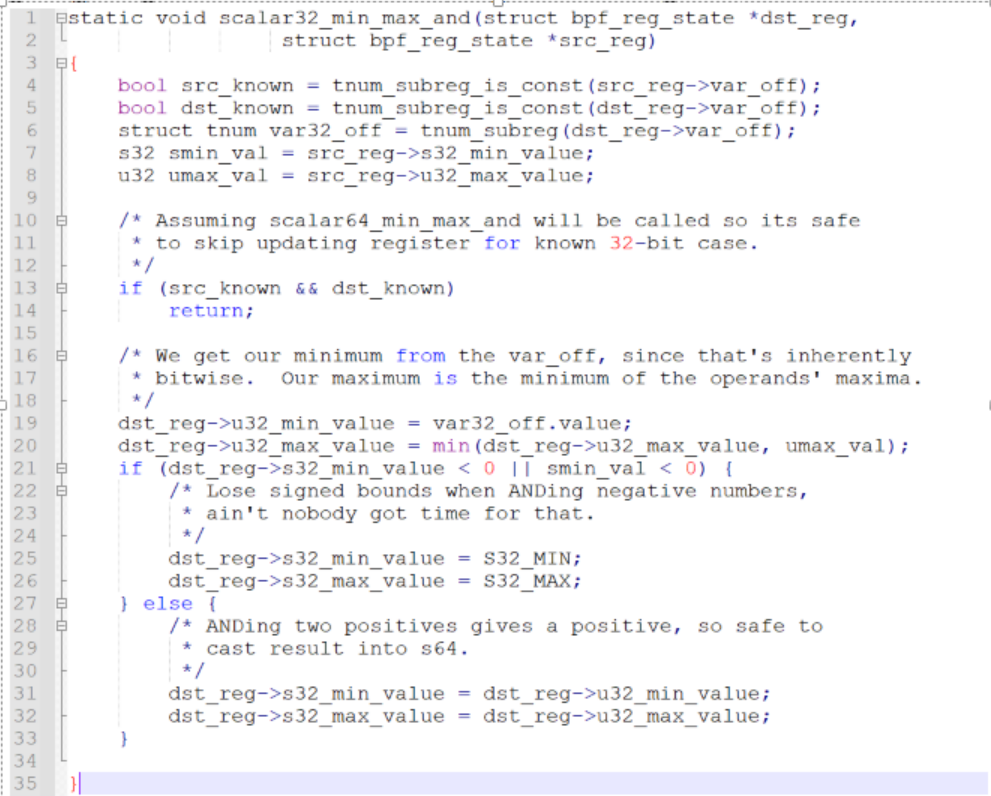 1 static void scalar32_min_max_and(struct bpf_reg_state *dst_reg,
2 struct bpf_reg_state *src_reg)
3 {
4 bool src_known = tnum_subreg_is_const(src_reg->var_off);
5 bool dst_known = tnum_subreg_is_const(dst_reg->var_off);
6 struct tnum var32_off = tnum_subreg(dst_reg->var_off);
7 s32 smin_val = src_reg->s32_min_value;
8 u32 umax_val = src_reg->u32_max_value;
9
10 /* Assuming scalar64_min_max_and will be called so its safe
11 * to skip updating register for known 32-bit case.
12 */
13 if (src_known && dst_known)
14 return;
15
16 /* We get our minimum from the var_off, since that's inherently
17 * bitwise.  Our maximum is the minimum of the operands' maxima.
18 */
19 dst_reg->u32_min_value = var32_off.value;
20 dst_reg->u32_max_value = min(dst_reg->u32_max_value, umax_val);
21 if (dst_reg->s32_min_value < 0 || smin_val < 0) {
22 /* Lose signed bounds when ANDing negative numbers,
23 * ain't nobody got time for that.
24 */
25 dst_reg->s32_min_value = S32_MIN;
26 dst_reg->s32_max_value = S32_MAX;
27 } else {
28 /* ANDing two positives gives a positive, so safe to
29 * cast result into s64.
30 */
31 dst_reg->s32_min_value = dst_reg->u32_min_value;
32 dst_reg->s32_max_value = dst_reg->u32_max_value;
33 }
34
35 }